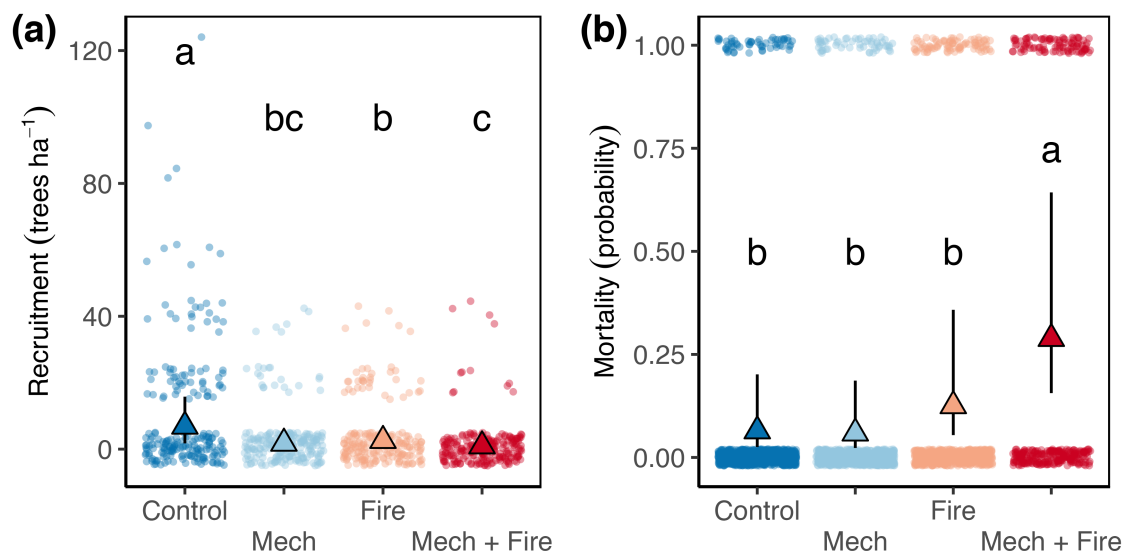 (a)
Recruitment (trees ha⁻¹)
120
80
40
0
a
bc
b
c
Control
Mech
Fire
Mech + Fire
(b)
Mortality (probability)
1.00
0.75
0.50
0.25
0.00
b
b
b
a
Control
Mech
Fire
Mech + Fire